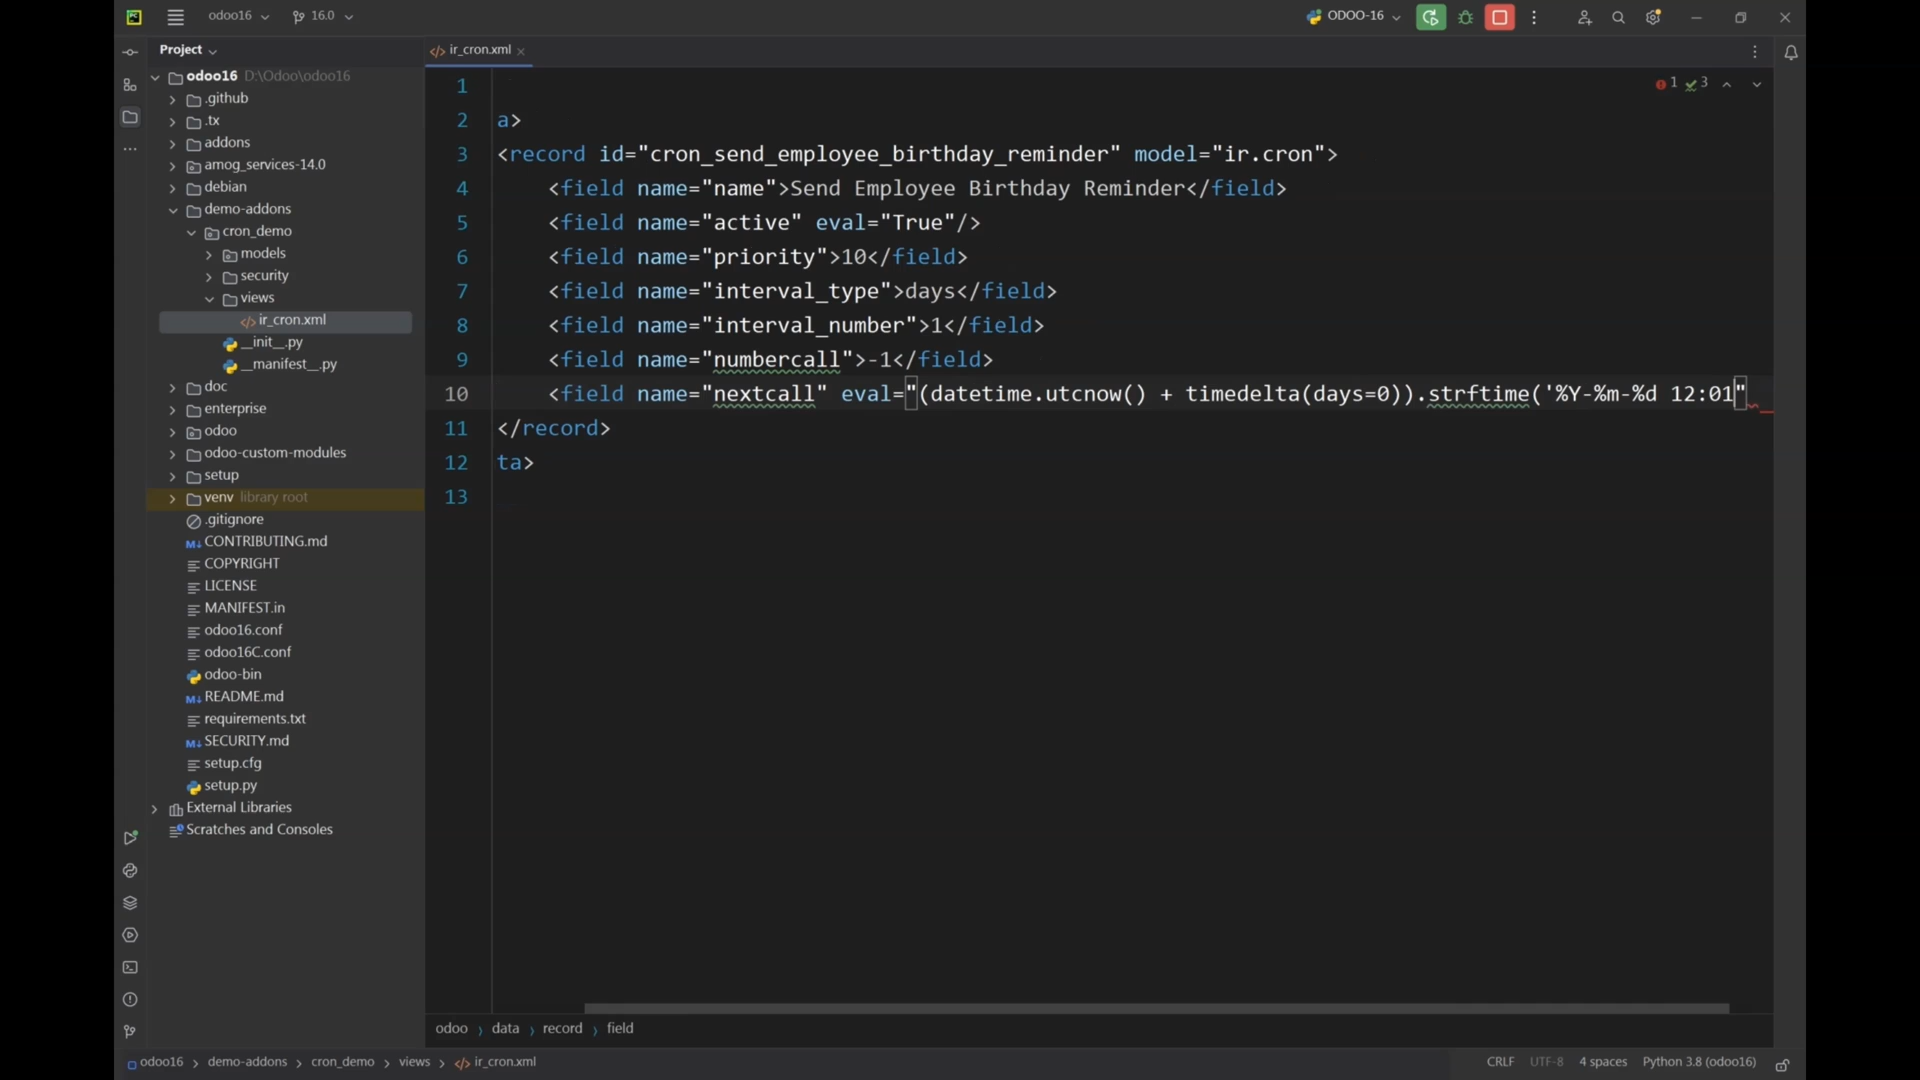 odoo16
16.0
ODOO-16
Project
odoo16 D:\Odoo\odoo16
.github
.tx
addons
amog_services-14.0
debian
demo-addons
cron_demo
models
security
views
ir_cron.xml
__init__.py
__manifest__.py
doc
enterprise
odoo
odoo-custom-modules
setup
venv library root
.gitignore
CONTRIBUTING.md
COPYRIGHT
LICENSE
MANIFEST.in
odoo16.conf
odoo16C.conf
odoo-bin
README.md
requirements.txt
SECURITY.md
setup.cfg
setup.py
External Libraries
Scratches and Consoles
ir_cron.xml
1 3
1
2 a>
3 <record id="cron_send_employee_birthday_reminder" model="ir.cron">
4 <field name="name">Send Employee Birthday Reminder</field>
5 <field name="active" eval="True"/>
6 <field name="priority">10</field>
7 <field name="interval_type">days</field>
8 <field name="interval_number">1</field>
9 <field name="numbercall">-1</field>
10 <field name="nextcall" eval="(datetime.utcnow() + timedelta(days=0)).strftime('%Y-%m-%d 12:01"
11 </record>
12 ta>
13
odoo › data › record › field
odoo16 › demo-addons › cron_demo › views › ir_cron.xml
CRLF UTF-8 4 spaces Python 3.8 (odoo16)